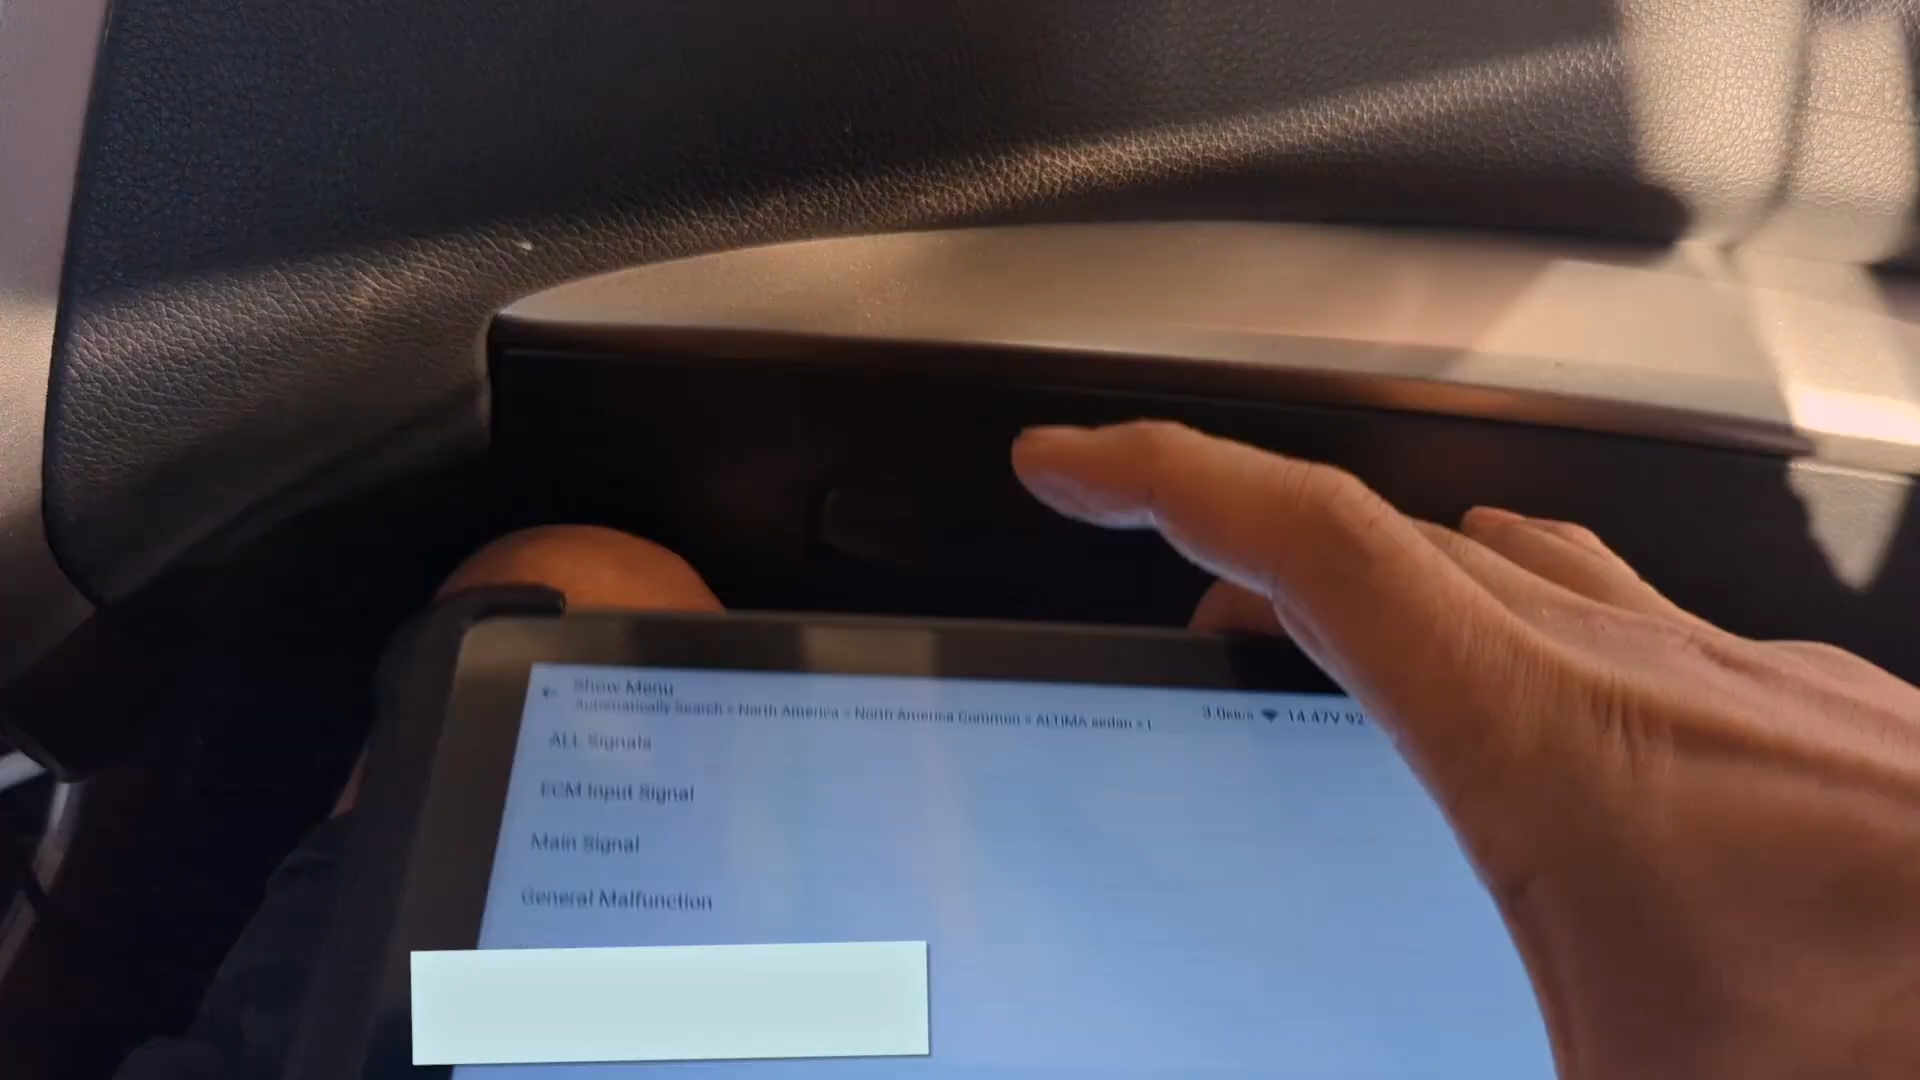 Show Menu
Automatically Search > North America > North America Common > ALTIMA sedan >
3.0KB/s 14.47V 92
ALL Signals
ECM Input Signal
Main Signal
General Malfunction